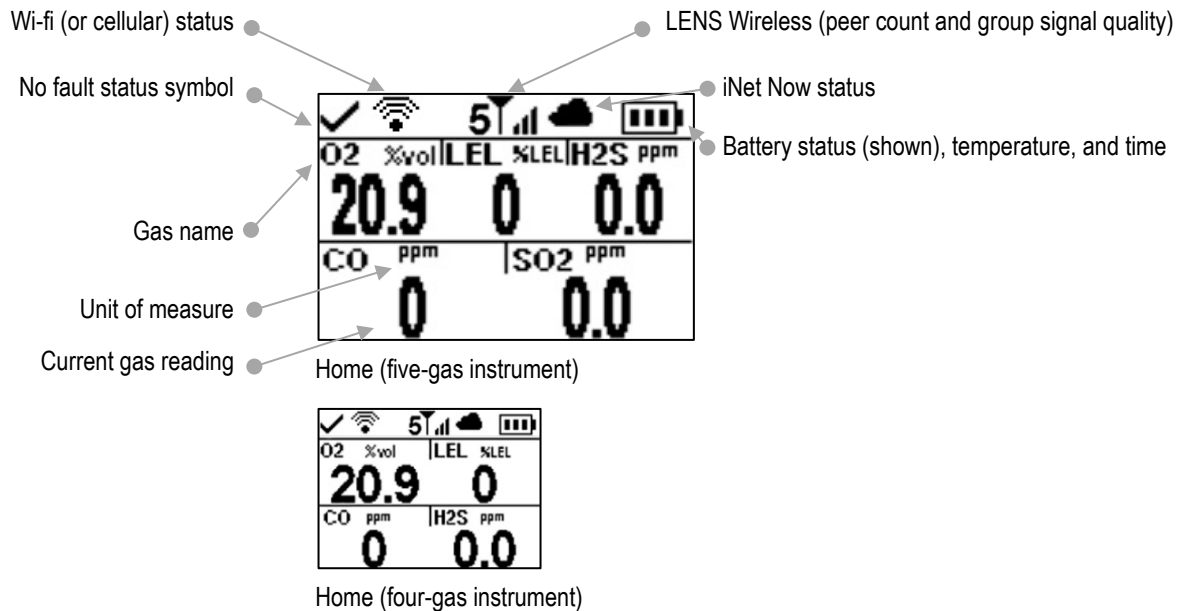 Wi-fi (or cellular) status
LENS Wireless (peer count and group signal quality)
No fault status symbol
iNet Now status
5
Battery status (shown), temperature, and time
O2 %vol LEL %LEL H2S PPM
20.9 0 0.0
Gas name
CO PPM SO2 PPM
0 0.0
Unit of measure
Current gas reading
Home (five-gas instrument)
5
O2 %vol LEL %LEL
20.9 0
CO PPM H2S PPM
0 0.0
Home (four-gas instrument)